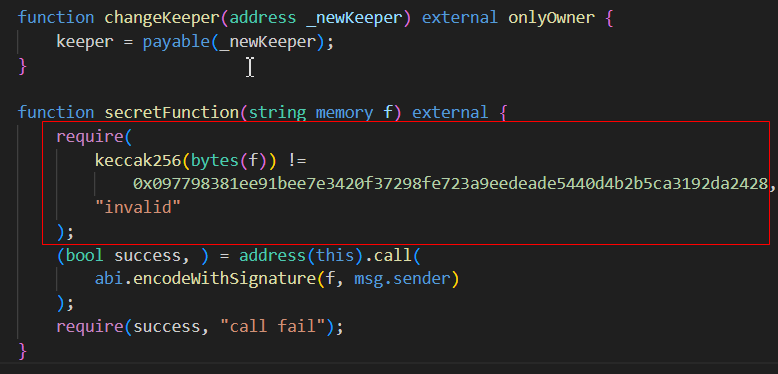 function changeKeeper(address _newKeeper) external onlyOwner {
keeper = payable(_newKeeper);
}
function secretFunction(string memory f) external {
require(
keccak256(bytes(f)) !=
0x097798381ee91bee7e3420f37298fe723a9eedeade5440d4b2b5ca3192da2428,
"invalid"
);
(bool success, ) = address(this).call(
abi.encodeWithSignature(f, msg.sender)
);
require(success, "call fail");
}